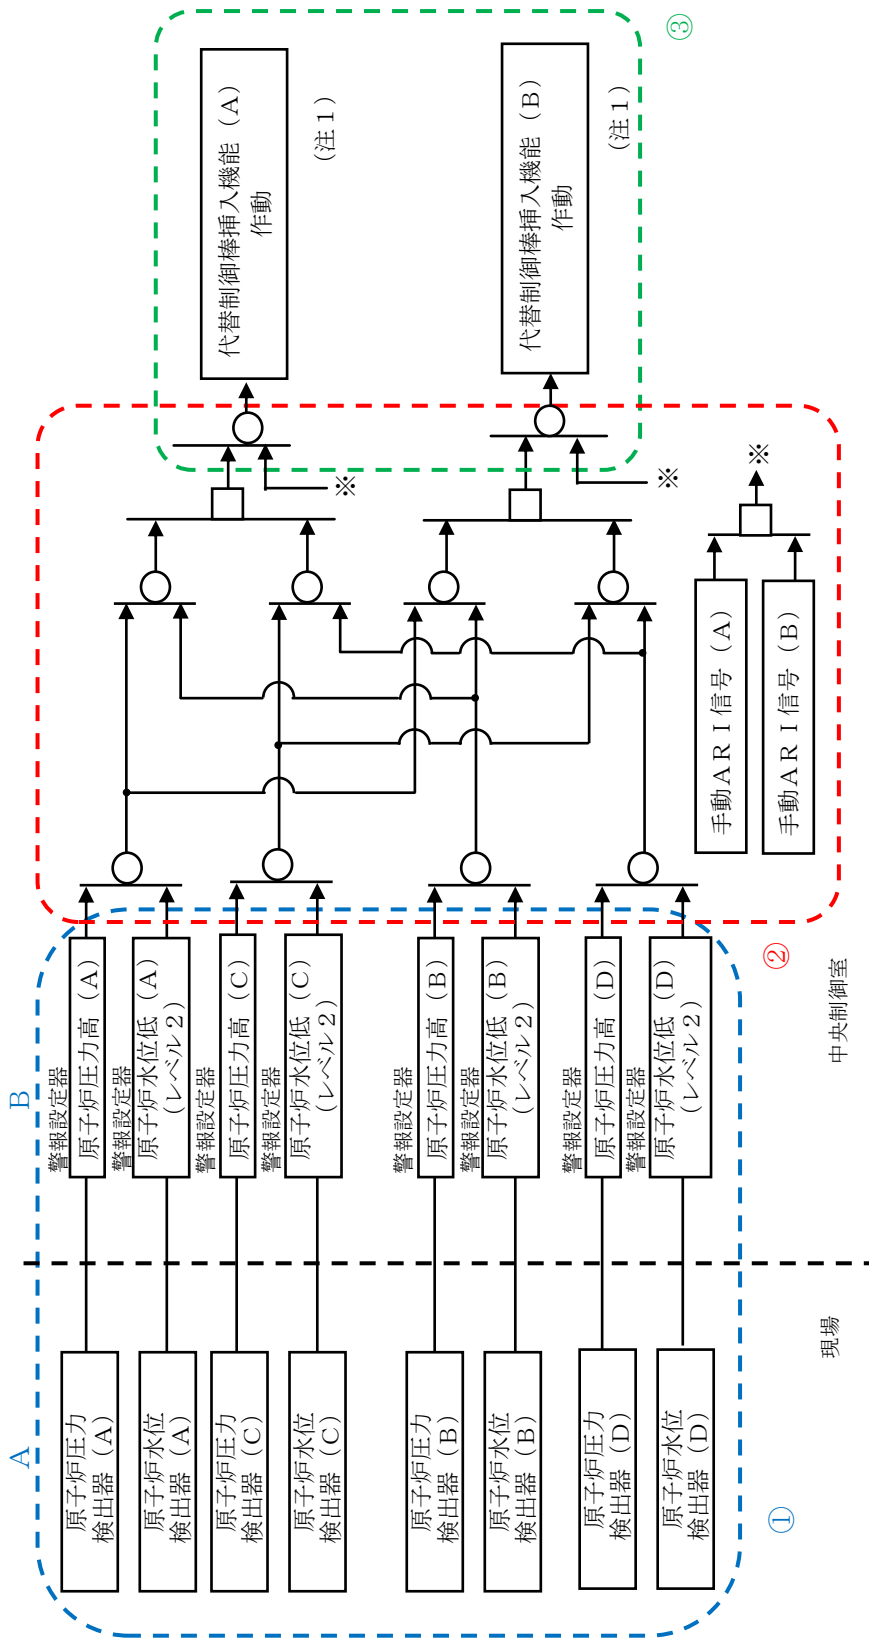 A
B
原子炉圧力
検出器（A）
原子炉水位
検出器（A）
原子炉圧力
検出器（C）
原子炉水位
検出器（C）
原子炉圧力
検出器（B）
原子炉水位
検出器（B）
原子炉圧力
検出器（D）
原子炉水位
検出器（D）
①
現場
警報設定器
原子炉圧力高（A）
警報設定器
原子炉水位低（A）
（レベル２）
警報設定器
原子炉圧力高（C）
警報設定器
原子炉水位低（C）
（レベル２）
警報設定器
原子炉圧力高（B）
警報設定器
原子炉水位低（B）
（レベル２）
警報設定器
原子炉圧力高（D）
警報設定器
原子炉水位低（D）
（レベル２）
②
中央制御室
手動ＡＲＩ信号（A）
手動ＡＲＩ信号（B）
※
※
※
代替制御棒挿入機能（A）
作動
（注１）
代替制御棒挿入機能（B）
作動
（注１）
③